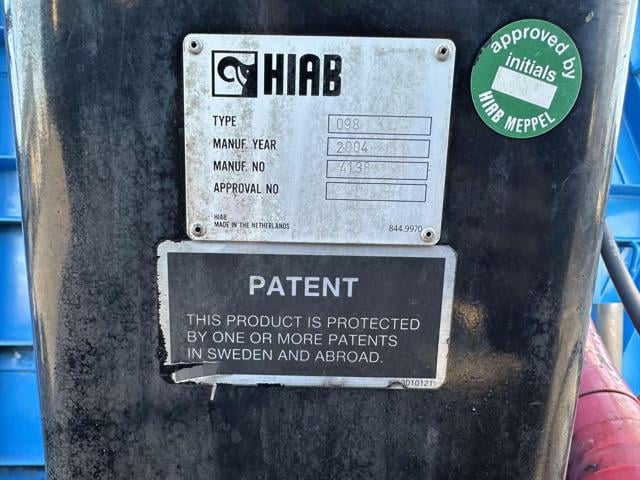 HIAB
TYPE 098
MANUF. YEAR 2004
MANUF. NO 4138
APPROVAL NO
HIAB
MADE IN THE NETHERLANDS 844.9970
approved by
initials
HIAB MEPPEL
PATENT
THIS PRODUCT IS PROTECTED
BY ONE OR MORE PATENTS
IN SWEDEN AND ABROAD.